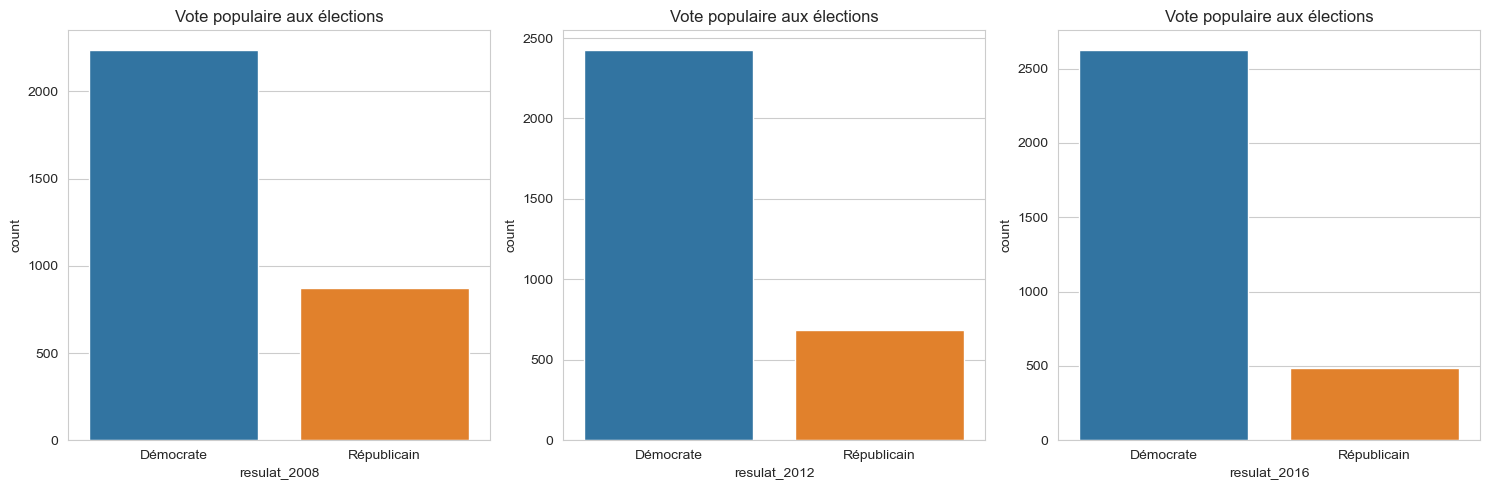 Vote populaire aux élections
2000
1500
1000
500
0
count
Démocrate
Républicain
resulat_2008
Vote populaire aux élections
2500
2000
1500
1000
500
0
count
Démocrate
Républicain
resulat_2012
Vote populaire aux élections
2500
2000
1500
1000
500
0
count
Démocrate
Républicain
resulat_2016